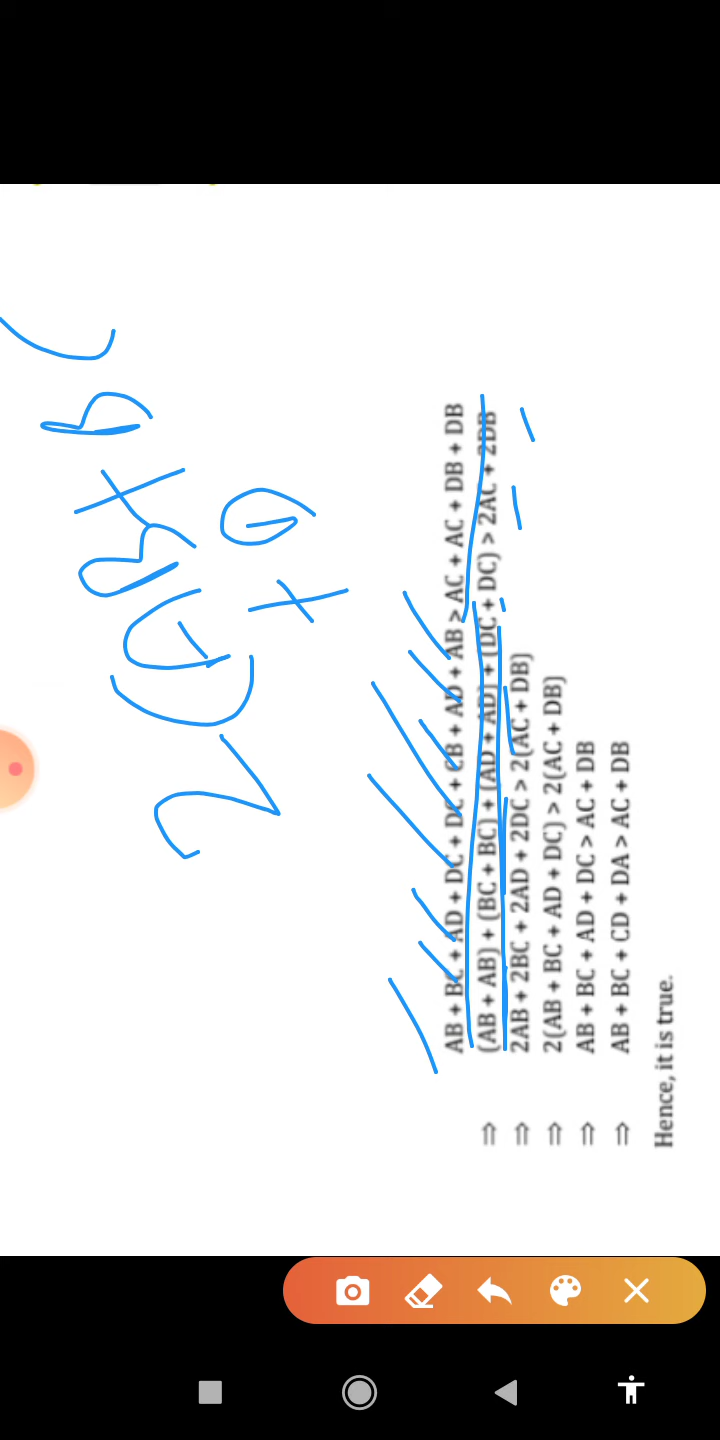 AB + BC + AD + DC + DC + CB + AD + AB > AC + AC + DB + DB
⇒ (AB + AB) + (BC + BC) + (AD + AD) + (DC + DC) > 2AC + 2DB
⇒ 2AB + 2BC + 2AD + 2DC > 2(AC + DB)
⇒ 2(AB + BC + AD + DC) > 2(AC + DB)
⇒ AB + BC + AD + DC > AC + DB
⇒ AB + BC + CD + DA > AC + DB
Hence, it is true.